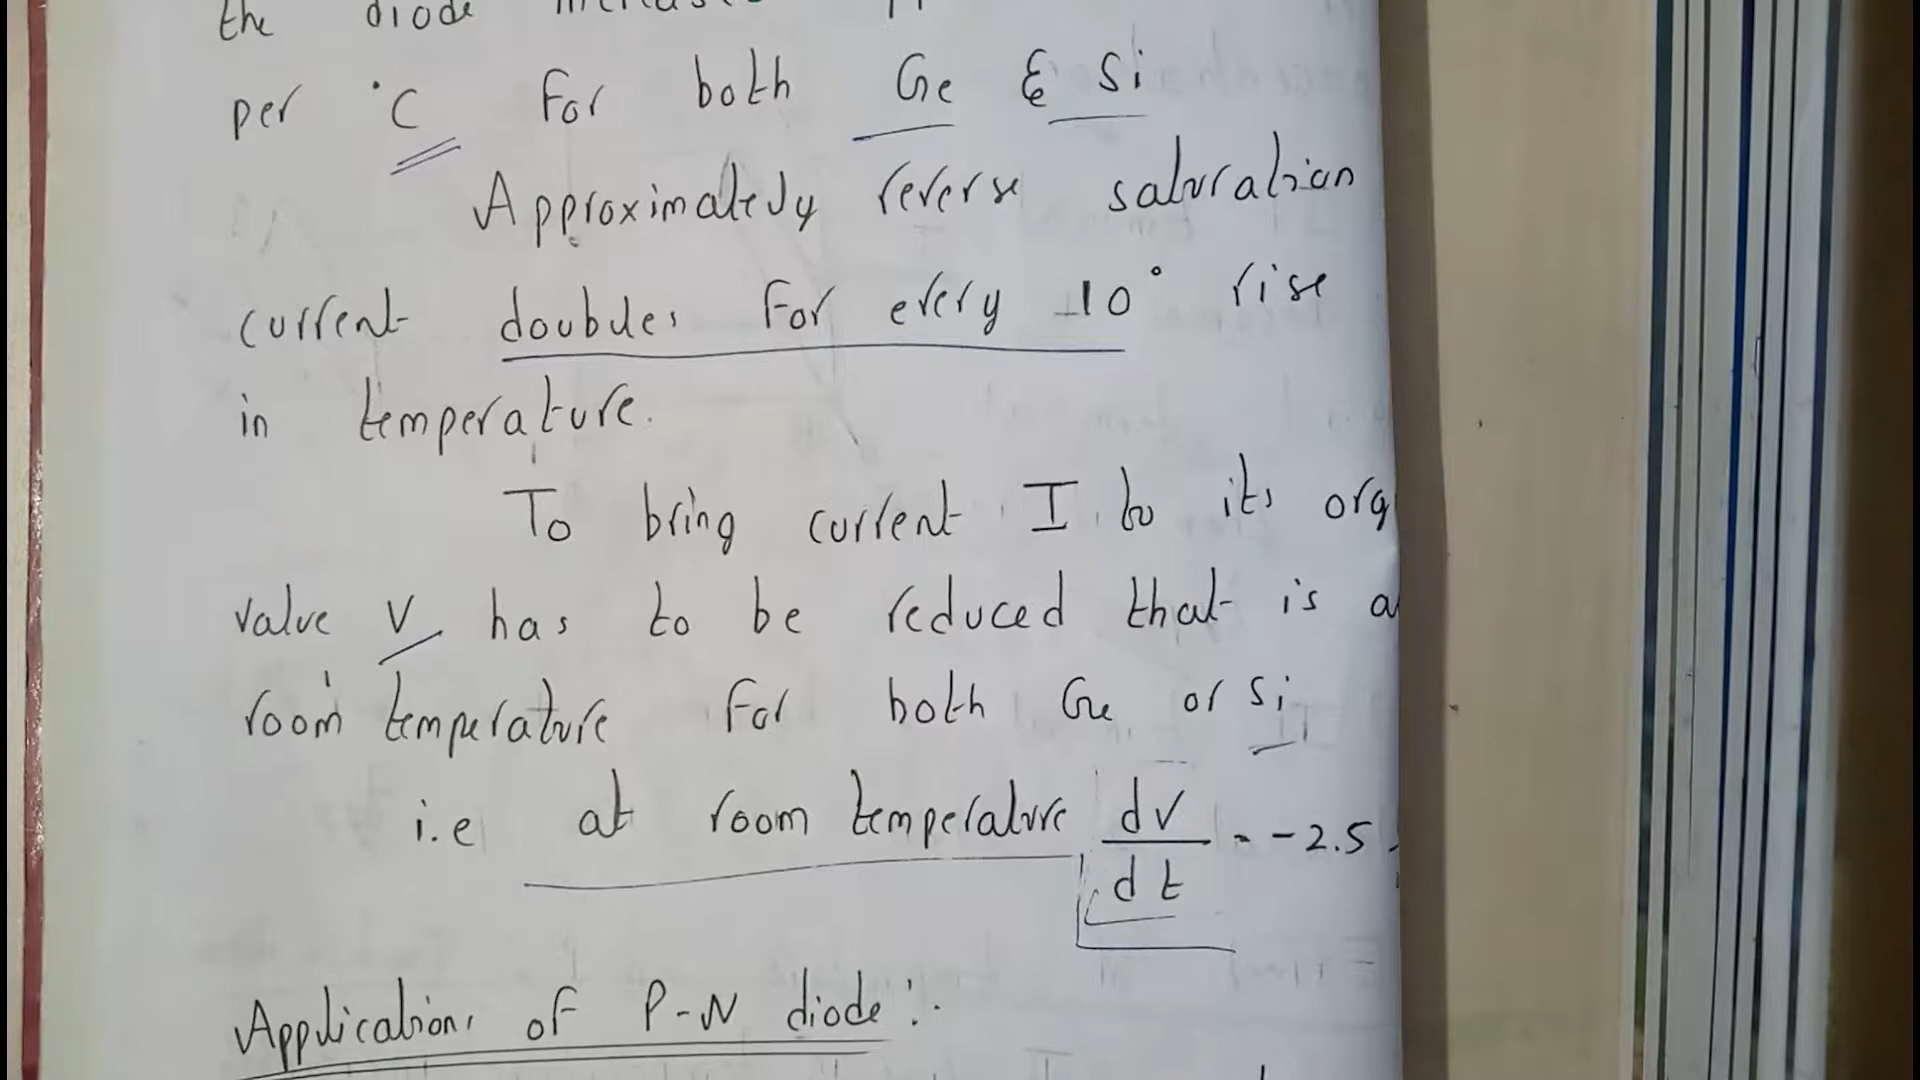 the diode
per °C For both Ge & Si
Approximately reverse saturation
current doubles for every 10° rise
in temperature.
To bring current I to its org
value V has to be reduced that is a
room temperature for both Ge or Si
i.e at room temperature dv/dt = -2.5
Applications of P-N diode :-